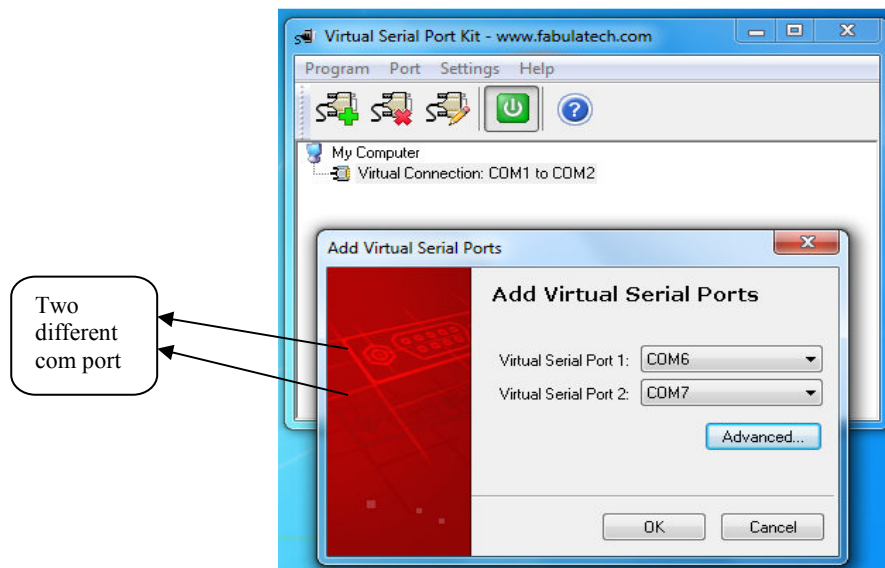 Virtual Serial Port Kit - www.fabulatech.com
Program Port Settings Help
My Computer
Virtual Connection: COM1 to COM2
Add Virtual Serial Ports
Add Virtual Serial Ports
Two
different
com port
Virtual Serial Port 1: COM6
Virtual Serial Port 2: COM7
Advanced...
OK Cancel